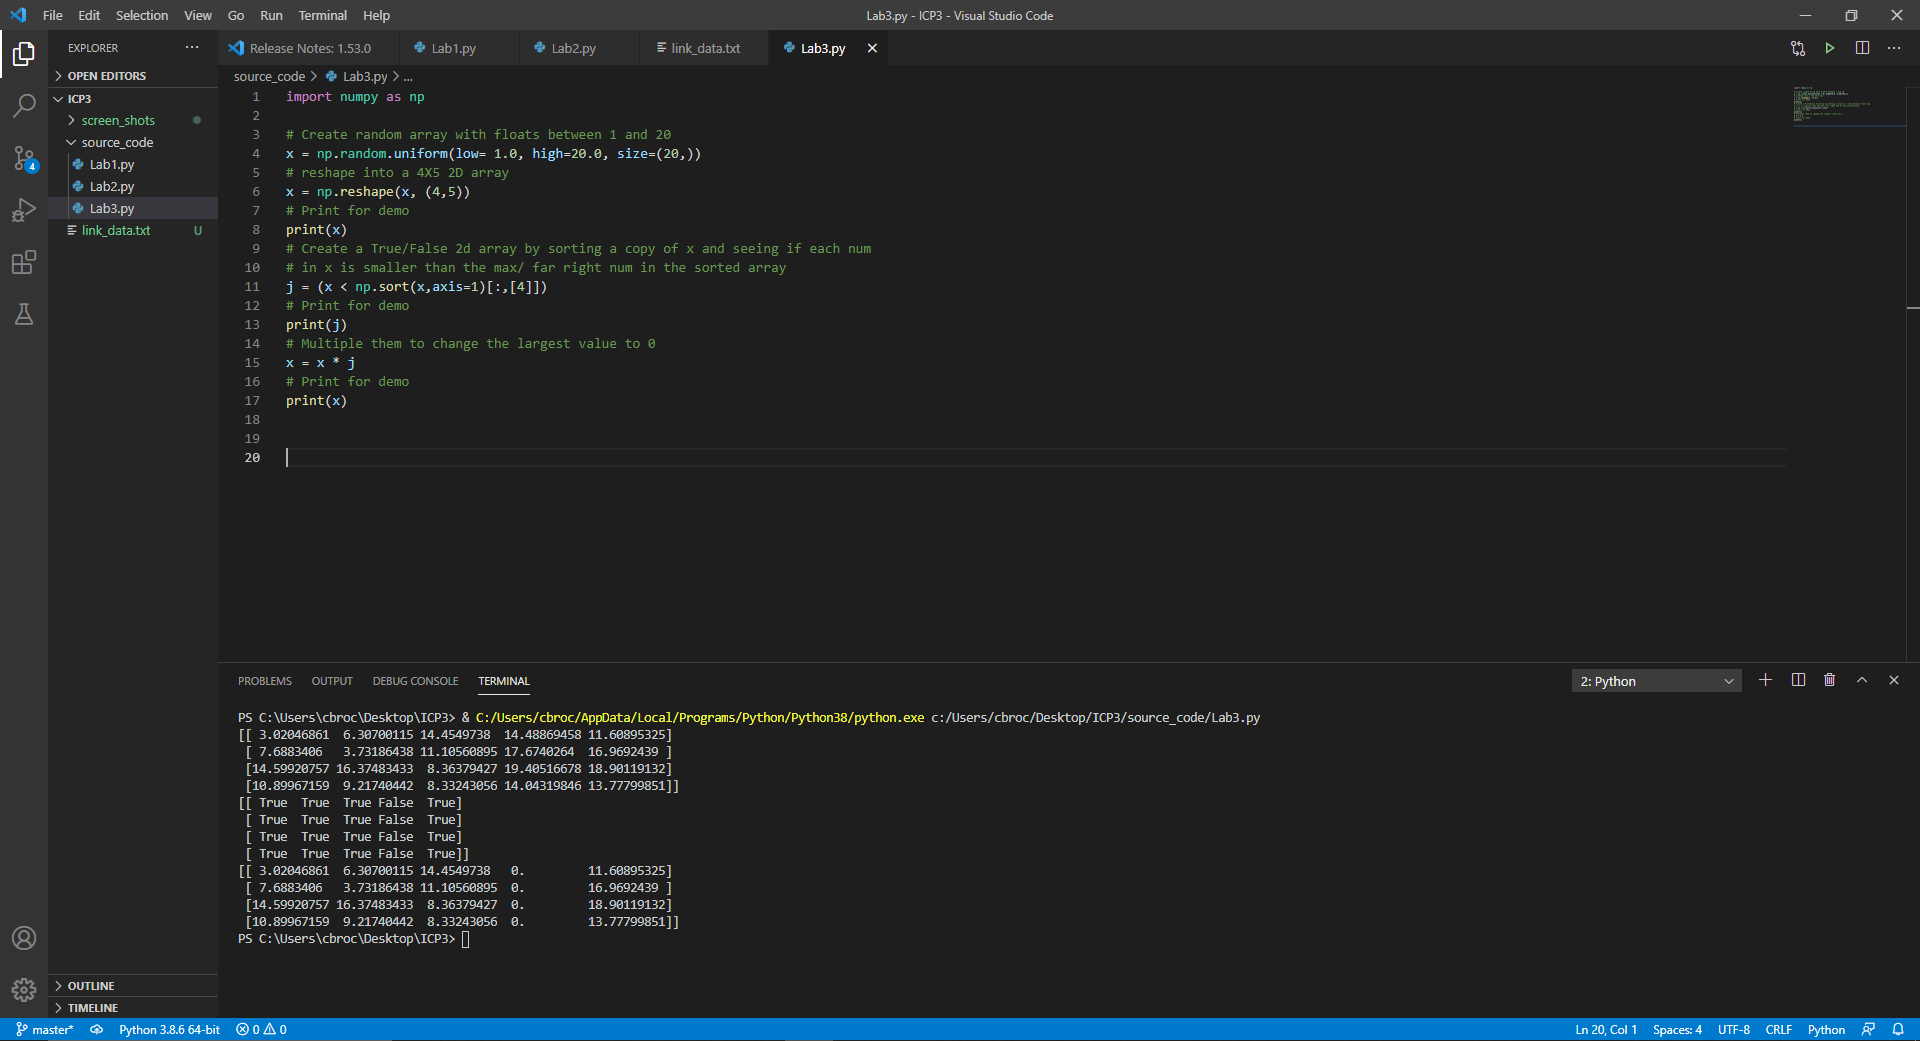 File Edit Selection View Go Run Terminal Help
Lab3.py - ICP3 - Visual Studio Code
EXPLORER
OPEN EDITORS
ICP3
screen_shots
source_code
Lab1.py
Lab2.py
Lab3.py
link_data.txt U
OUTLINE
TIMELINE
4
Release Notes: 1.53.0 Lab1.py Lab2.py link_data.txt Lab3.py
source_code > Lab3.py > ...
1 import numpy as np
2
3 # Create random array with floats between 1 and 20
4 x = np.random.uniform(low= 1.0, high=20.0, size=(20,))
5 # reshape into a 4X5 2D array
6 x = np.reshape(x, (4,5))
7 # Print for demo
8 print(x)
9 # Create a True/False 2d array by sorting a copy of x and seeing if each num
10 # in x is smaller than the max/ far right num in the sorted array
11 j = (x < np.sort(x,axis=1)[:,[4]])
12 # Print for demo
13 print(j)
14 # Multiple them to change the largest value to 0
15 x = x * j
16 # Print for demo
17 print(x)
18
19
20
PROBLEMS OUTPUT DEBUG CONSOLE TERMINAL
2: Python
PS C:\Users\cbroc\Desktop\ICP3> & C:/Users/cbroc/AppData/Local/Programs/Python/Python38/python.exe c:/Users/cbroc/Desktop/ICP3/source_code/Lab3.py
[[ 3.02046861  6.30700115 14.4549738  14.48869458 11.60895325]
 [ 7.6883406   3.73186438 11.10560895 17.6740264  16.9692439 ]
 [14.59920757 16.37483433  8.36379427 19.40516678 18.90119132]
 [10.89967159  9.21740442  8.33243056 14.04319846 13.77799851]]
[[ True  True  True False  True]
 [ True  True  True False  True]
 [ True  True  True False  True]
 [ True  True  True False  True]]
[[ 3.02046861  6.30700115 14.4549738   0.         11.60895325]
 [ 7.6883406   3.73186438 11.10560895  0.         16.9692439 ]
 [14.59920757 16.37483433  8.36379427  0.         18.90119132]
 [10.89967159  9.21740442  8.33243056  0.         13.77799851]]
PS C:\Users\cbroc\Desktop\ICP3>
master* Python 3.8.6 64-bit 0 0 Ln 20, Col 1 Spaces: 4 UTF-8 CRLF Python